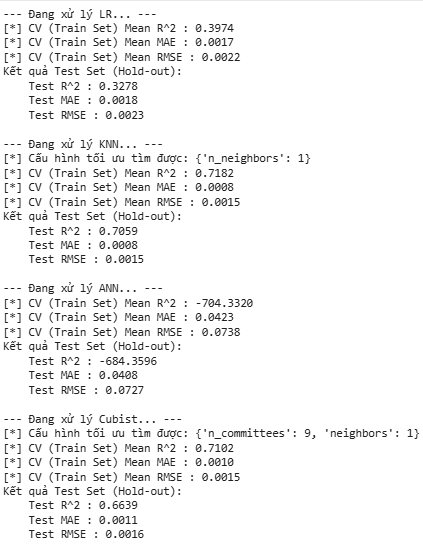 --- Đang xử lý LR... ---
[*] CV (Train Set) Mean R^2 : 0.3974
[*] CV (Train Set) Mean MAE : 0.0017
[*] CV (Train Set) Mean RMSE : 0.0022
Kết quả Test Set (Hold-out):
    Test R^2 : 0.3278
    Test MAE : 0.0018
    Test RMSE : 0.0023

--- Đang xử lý KNN... ---
[*] Cấu hình tối ưu tìm được: {'n_neighbors': 1}
[*] CV (Train Set) Mean R^2 : 0.7182
[*] CV (Train Set) Mean MAE : 0.0008
[*] CV (Train Set) Mean RMSE : 0.0015
Kết quả Test Set (Hold-out):
    Test R^2 : 0.7059
    Test MAE : 0.0008
    Test RMSE : 0.0015

--- Đang xử lý ANN... ---
[*] CV (Train Set) Mean R^2 : -704.3320
[*] CV (Train Set) Mean MAE : 0.0423
[*] CV (Train Set) Mean RMSE : 0.0738
Kết quả Test Set (Hold-out):
    Test R^2 : -684.3596
    Test MAE : 0.0408
    Test RMSE : 0.0727

--- Đang xử lý Cubist... ---
[*] Cấu hình tối ưu tìm được: {'n_committees': 9, 'neighbors': 1}
[*] CV (Train Set) Mean R^2 : 0.7102
[*] CV (Train Set) Mean MAE : 0.0010
[*] CV (Train Set) Mean RMSE : 0.0015
Kết quả Test Set (Hold-out):
    Test R^2 : 0.6639
    Test MAE : 0.0011
    Test RMSE : 0.0016